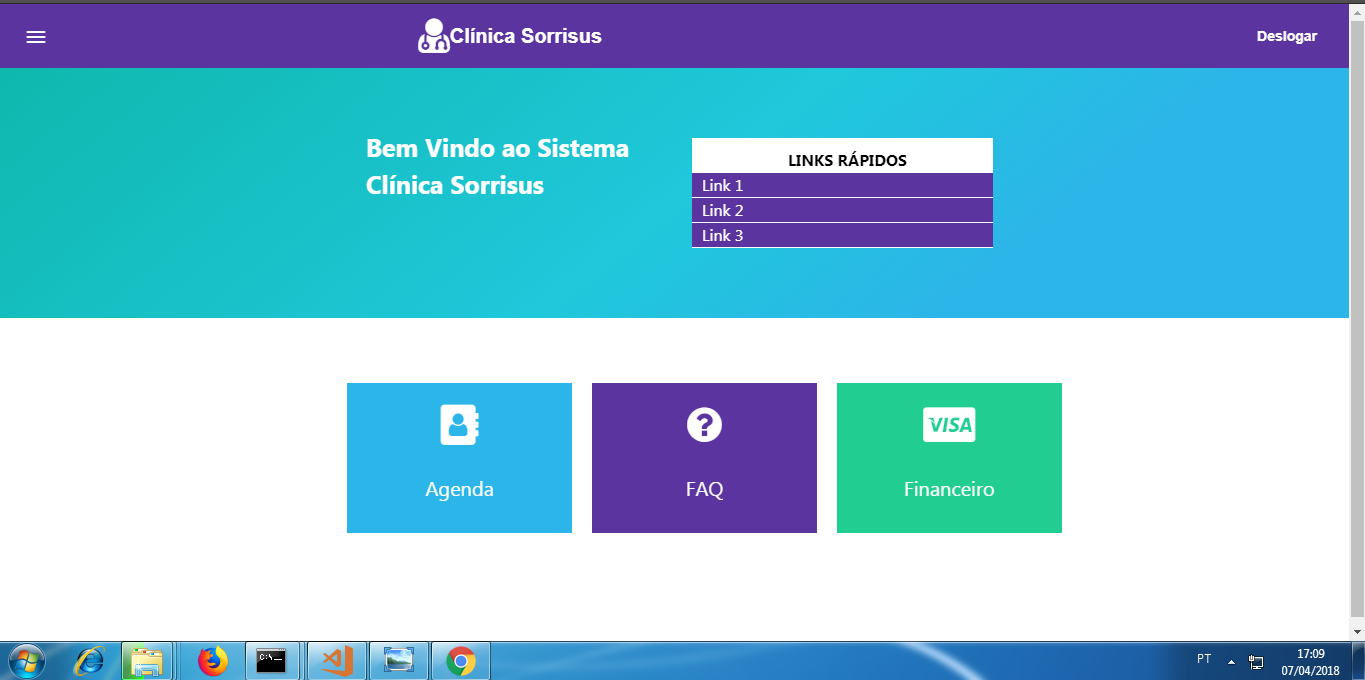 Clínica Sorrisus
Deslogar
Bem Vindo ao Sistema
Clínica Sorrisus
LINKS RÁPIDOS
Link 1
Link 2
Link 3
Agenda
FAQ
VISA
Financeiro
C:\_
PT
17:09
07/04/2018